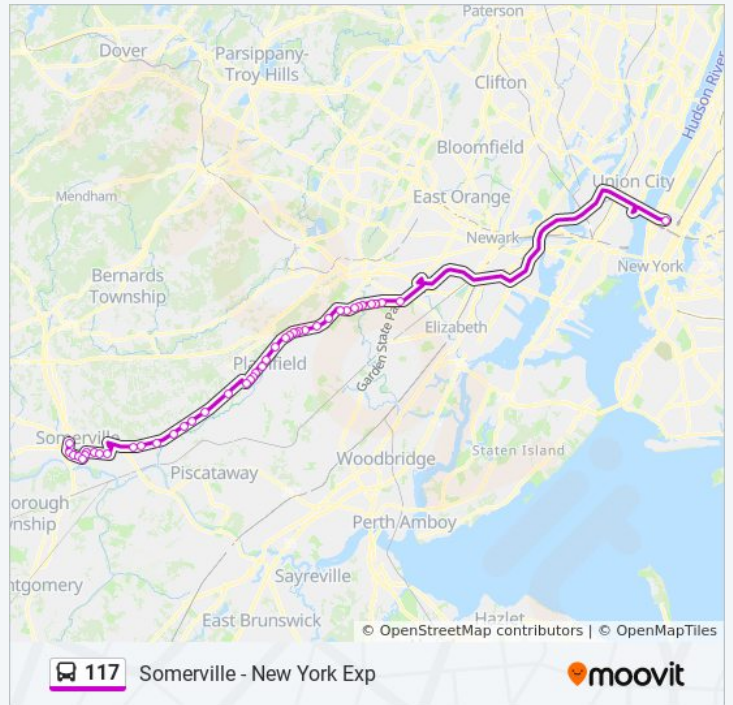 Paterson
Dover
Parsippany-
Troy Hills
Clifton
Hudson River
Bloomfield
Union City
Mendham
East Orange
Newark
Bernards
Township
New York
Elizabeth
Garden State Pa
Plainfield
Somerville
Staten Island
Woodbridge
Piscataway
orough
wnship
Perth Amboy
Sayreville
ntgomery
East Brunswick
Hazlet
© OpenStreetMap contributors | © OpenMapTiles
117 Somerville - New York Exp
moovit